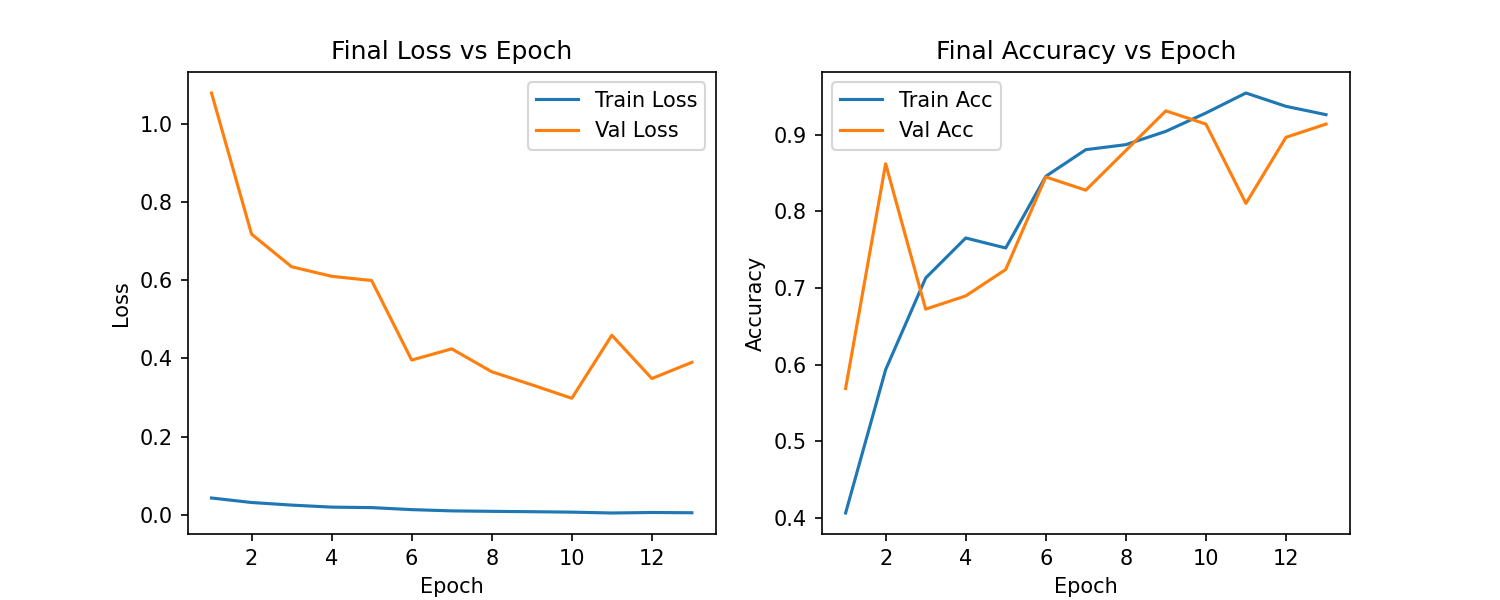 Final Loss vs Epoch
Train Loss
Val Loss
1.0
0.8
0.6
0.4
0.2
0.0
Loss
2 4 6 8 10 12
Epoch
Final Accuracy vs Epoch
Train Acc
Val Acc
0.9
0.8
0.7
0.6
0.5
0.4
Accuracy
2 4 6 8 10 12
Epoch